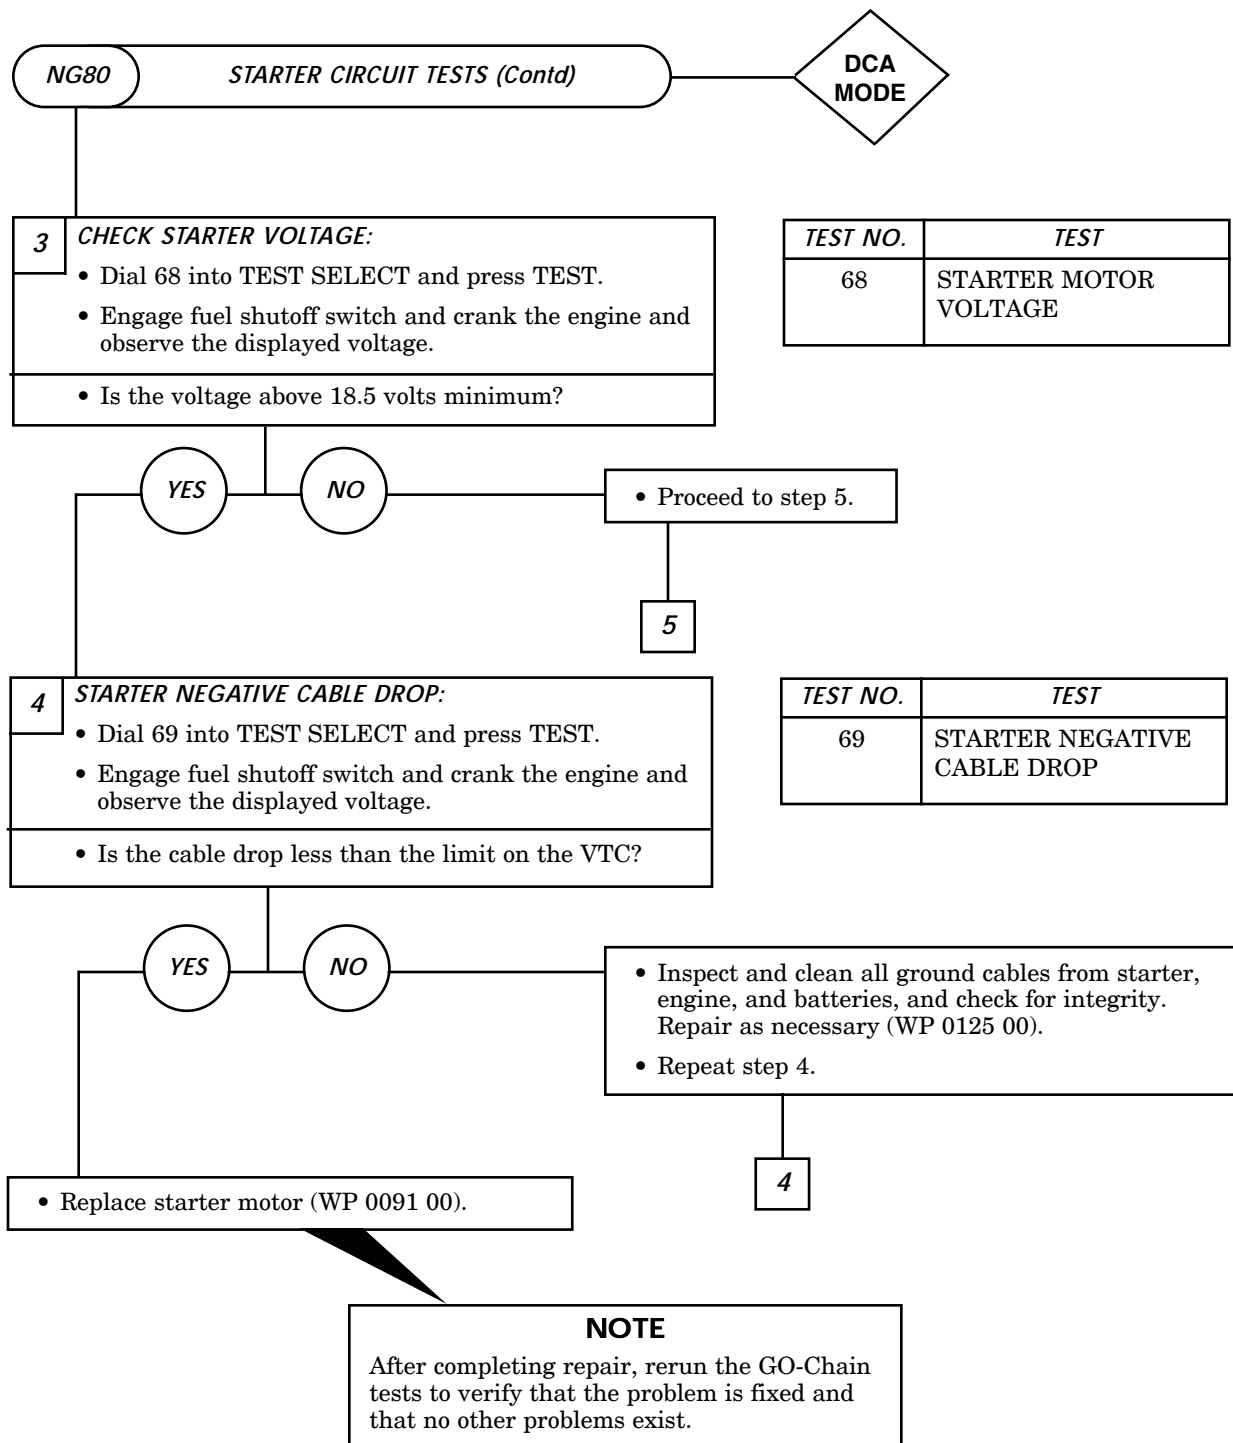 NG80 STARTER CIRCUIT TESTS (Contd)
DCA
MODE
3 CHECK STARTER VOLTAGE:
• Dial 68 into TEST SELECT and press TEST.
• Engage fuel shutoff switch and crank the engine and
observe the displayed voltage.
• Is the voltage above 18.5 volts minimum?
TEST NO. TEST
68 STARTER MOTOR
VOLTAGE
YES NO
• Proceed to step 5.
5
4 STARTER NEGATIVE CABLE DROP:
• Dial 69 into TEST SELECT and press TEST.
• Engage fuel shutoff switch and crank the engine and
observe the displayed voltage.
• Is the cable drop less than the limit on the VTC?
TEST NO. TEST
69 STARTER NEGATIVE
CABLE DROP
YES NO
• Inspect and clean all ground cables from starter,
engine, and batteries, and check for integrity.
Repair as necessary (WP 0125 00).
• Repeat step 4.
4
• Replace starter motor (WP 0091 00).
NOTE
After completing repair, rerun the GO-Chain
tests to verify that the problem is fixed and
that no other problems exist.